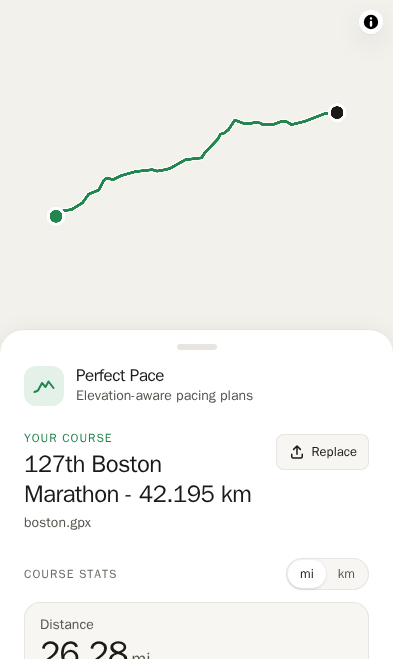 Perfect Pace
Elevation-aware pacing plans
YOUR COURSE
127th Boston
Marathon - 42.195 km
Replace
boston.gpx
COURSE STATS
mi
km
Distance
26.28 mi